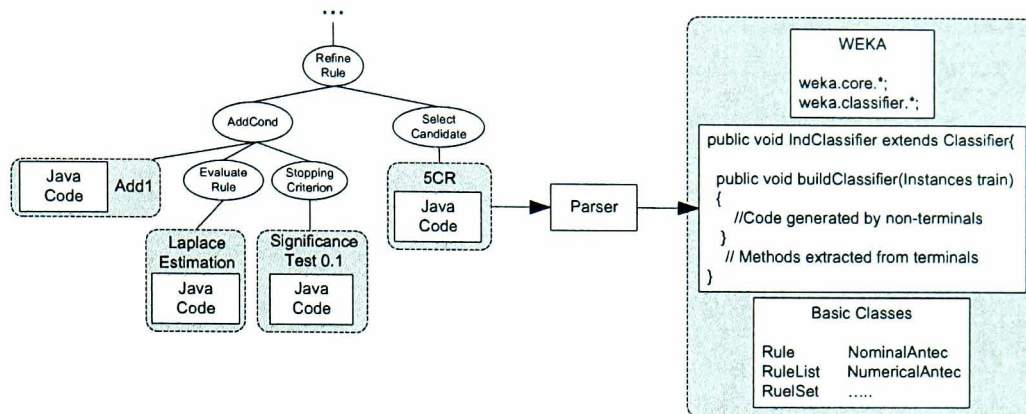 ...
Refine
Rule
AddCond
Select
Candidate
Java
Code
Add1
Evaluate
Rule
Stopping
Criterion
5CR
Java
Code
Laplace
Estimation
Java
Code
Significance
Test 0.1
Java
Code
Parser
WEKA
weka.core.*;
weka.classifier.*;
public void IndClassifier extends Classifier{
public void buildClassifier(Instances train)
{
//Code generated by non-terminals
}
// Methods extracted from terminals
}
Basic Classes
Rule NominalAntec
RuleList NumericalAntec
RuelSet .....